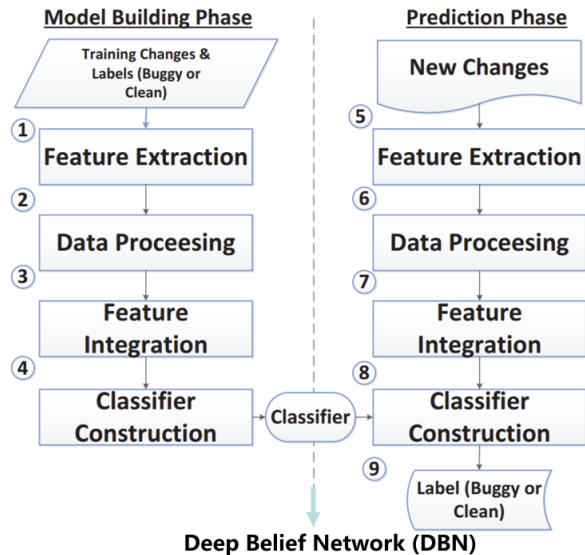 Model Building Phase
Training Changes &
Labels (Buggy or
Clean)
1
Feature Extraction
2
Data Proceesing
3
Feature
Integration
4
Classifier
Construction
Classifier
Prediction Phase
New Changes
5
Feature Extraction
6
Data Proceesing
7
Feature
Integration
8
Classifier
Construction
9
Label (Buggy or
Clean)
Deep Belief Network (DBN)